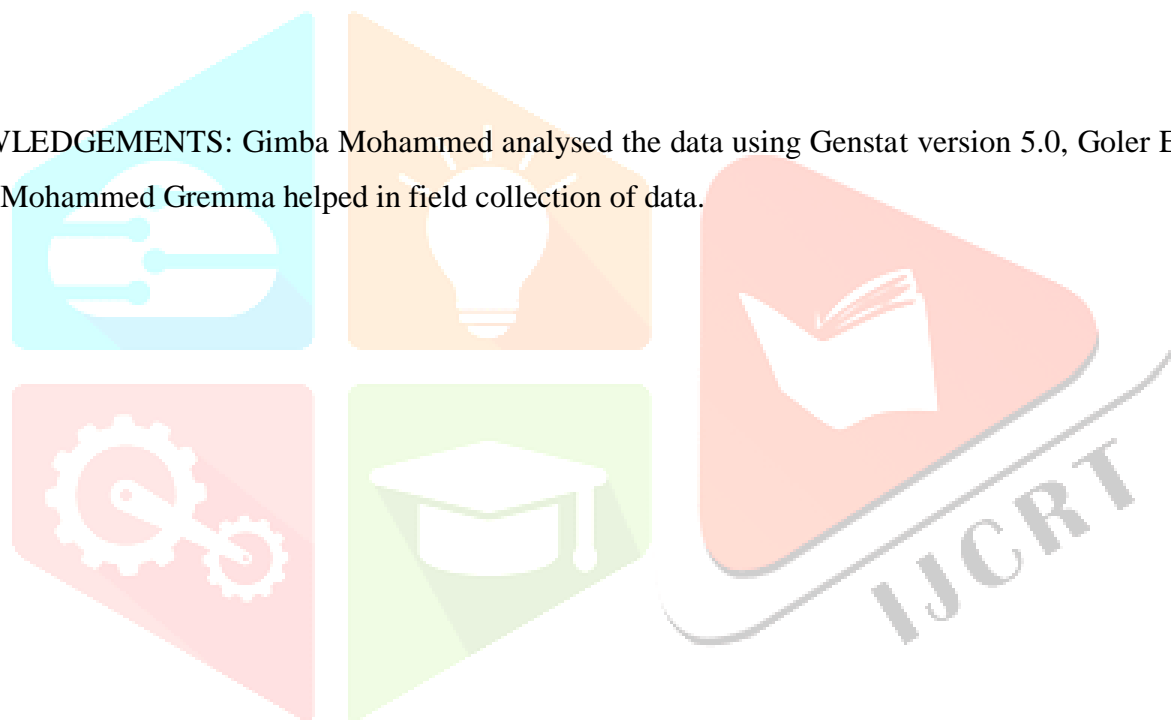 WLEDGEMENTS: Gimba Mohammed analysed the data using Genstat version 5.0, Goler
Mohammed Gremma helped in field collection of data.
IJCRT